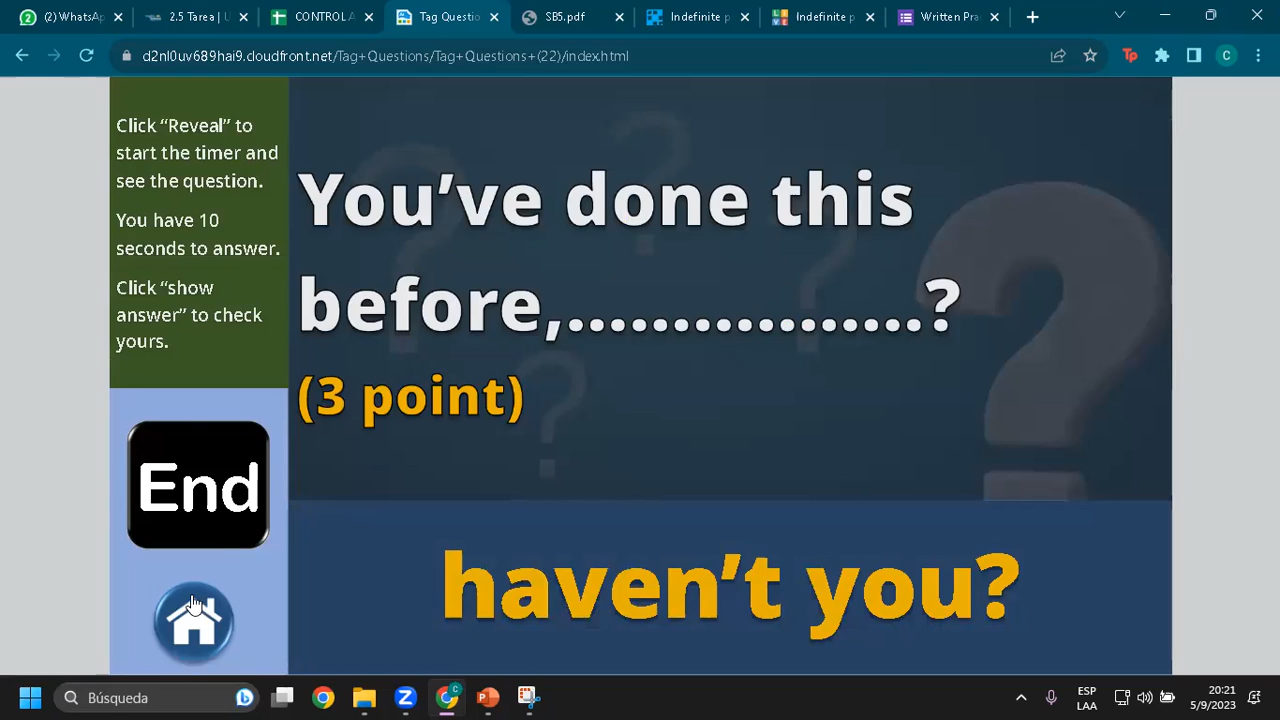 (2) WhatsAp
2.5 Tarea | U
CONTROL A
Tag Questio
SB5.pdf
Indefinite p
Indefinite p
Written Pra
d2nl0uv689hai9.cloudfront.net/Tag+Questions/Tag+Questions+(22)/index.html
Tp
C
Click “Reveal” to
start the timer and
see the question.
You have 10
seconds to answer.
Click “show
answer” to check
yours.
You’ve done this
before,.................?
(3 point)
End
haven’t you?
Búsqueda
ESP
LAA
20:21
5/9/2023